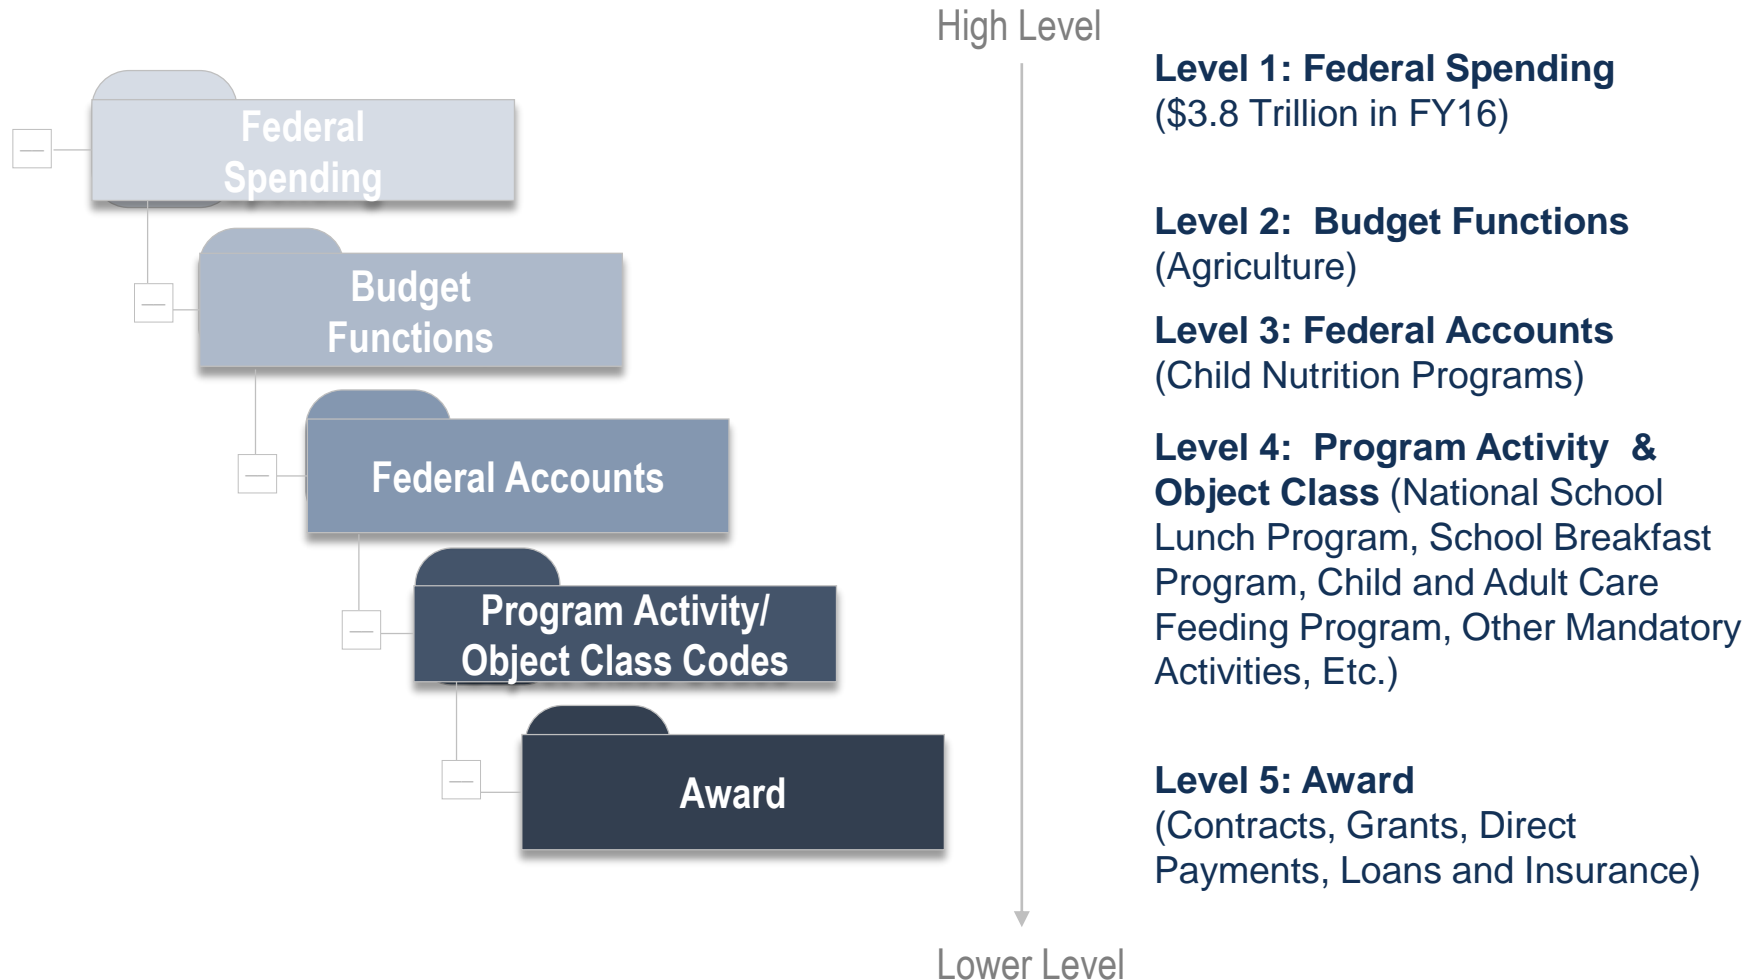 High Level
Federal
Spending
Budget
Functions
Federal Accounts
Program Activity/
Object Class Codes
Award
Lower Level
Level 1: Federal Spending
($3.8 Trillion in FY16)
Level 2:  Budget Functions
(Agriculture)
Level 3: Federal Accounts
(Child Nutrition Programs)
Level 4:  Program Activity  &
Object Class (National School
Lunch Program, School Breakfast
Program, Child and Adult Care
Feeding Program, Other Mandatory
Activities, Etc.)
Level 5: Award
(Contracts, Grants, Direct
Payments, Loans and Insurance)